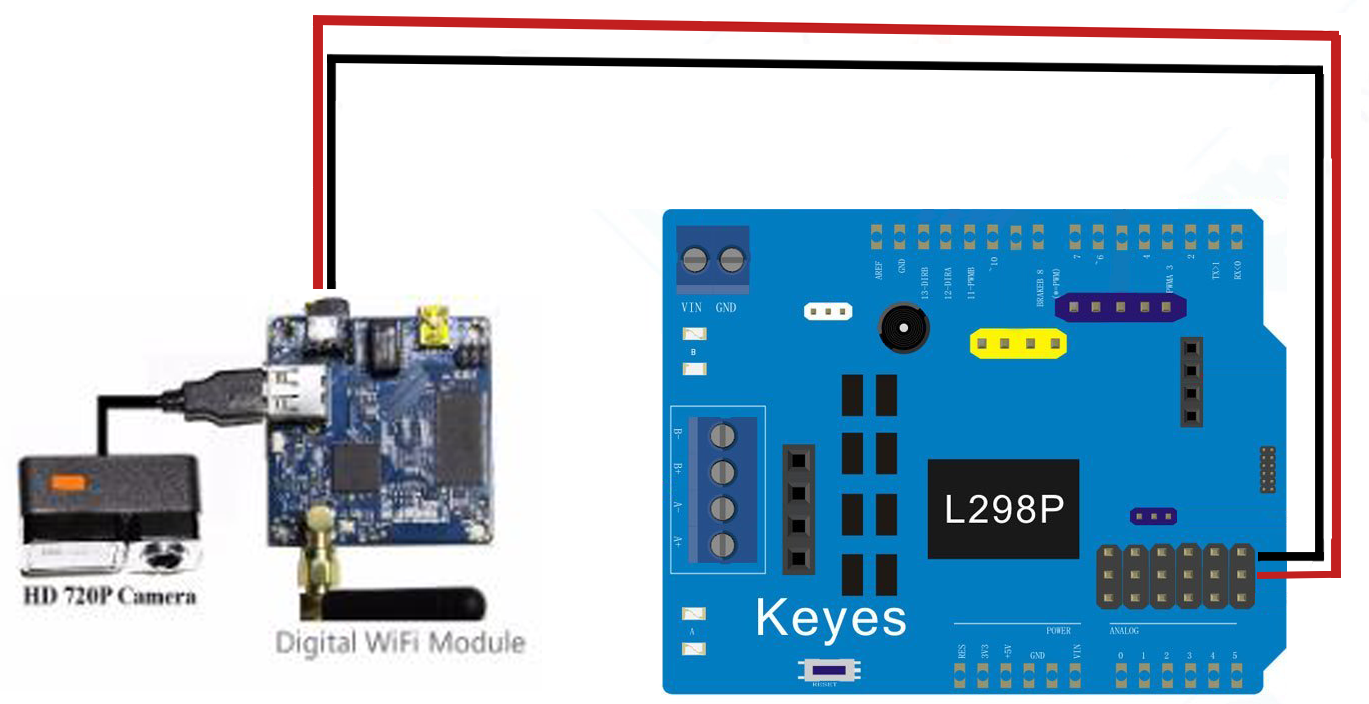 HD 720P Camera
Digital WiFi Module
VIN GND
B
B-
B+
A-
A+
A
AREF
GND
13-DIRB
12-DIRA
11-PWMB
~10
BRAKEB 8
(*=PWM)
7
~6
4
PWMA 3
2
TX>1
RX<0
L298P
Keyes
RESET
POWER
RES
3V3
+5V
GND
VIN
ANALOG
0 1 2 3 4 5